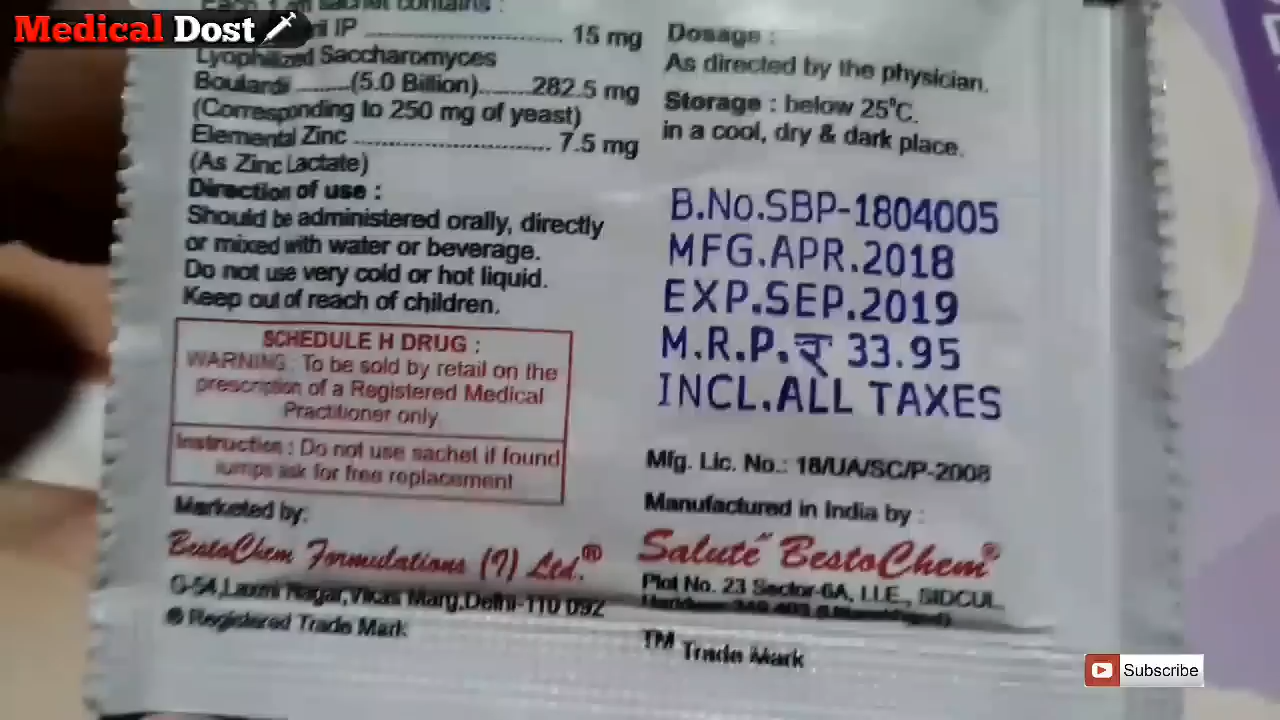 Medical Dost
Each 1 gm sachet contains :
IP ........................ 15 mg
Lyophilized Saccharomyces
Boulardi ........(5.0 Billion).......282.5 mg
(Corresponding to 250 mg of yeast)
Elemental Zinc ................................ 7.5 mg
(As Zinc Lactate)
Direction of use :
Should be administered orally, directly
or mixed with water or beverage.
Do not use very cold or hot liquid.
Keep out of reach of children.
SCHEDULE H DRUG :
WARNING: To be sold by retail on the
prescription of a Registered Medical
Practitioner only.
Instruction : Do not use sachet if found
lumps ask for free replacement
Marketed by:
BestoChem Formulations (I) Ltd.®
G-54,Laxmi Nagar,Vikas Marg,Delhi-110 092
® Registered Trade Mark
Dosage :
As directed by the physician.
Storage : below 25°C.
in a cool, dry & dark place.
B.No.SBP-1804005
MFG.APR.2018
EXP.SEP.2019
M.R.P.₹ 33.95
INCL.ALL TAXES
Mfg. Lic. No.: 18/UA/SC/P-2008
Manufactured in India by :
Salute™ BestoChem®
Plot No. 23 Sector-6A, I.I.E., SIDCUL,
TM Trade Mark
Subscribe